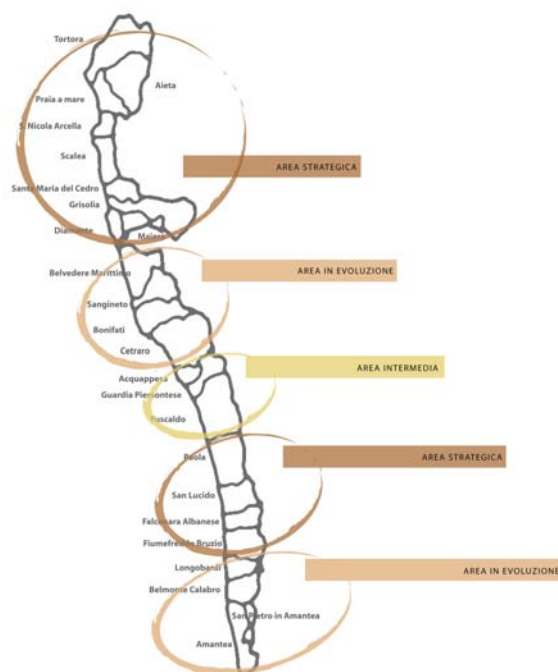 Tortora
Aieta
Praia a mare
S. Nicola Arcella
Scalea
AREA STRATEGICA
Santa Maria del Cedro
Grisolia
Diamante
Maierà
AREA IN EVOLUZIONE
Belvedere Marittimo
Sangineto
Bonifati
Cetraro
AREA INTERMEDIA
Acquappesa
Guardia Piemontese
Fuscaldo
Paola
AREA STRATEGICA
San Lucido
Falconara Albanese
Fiumefreddo Bruzio
Longobardi
AREA IN EVOLUZIONE
Belmonte Calabro
San Pietro in Amantea
Amantea